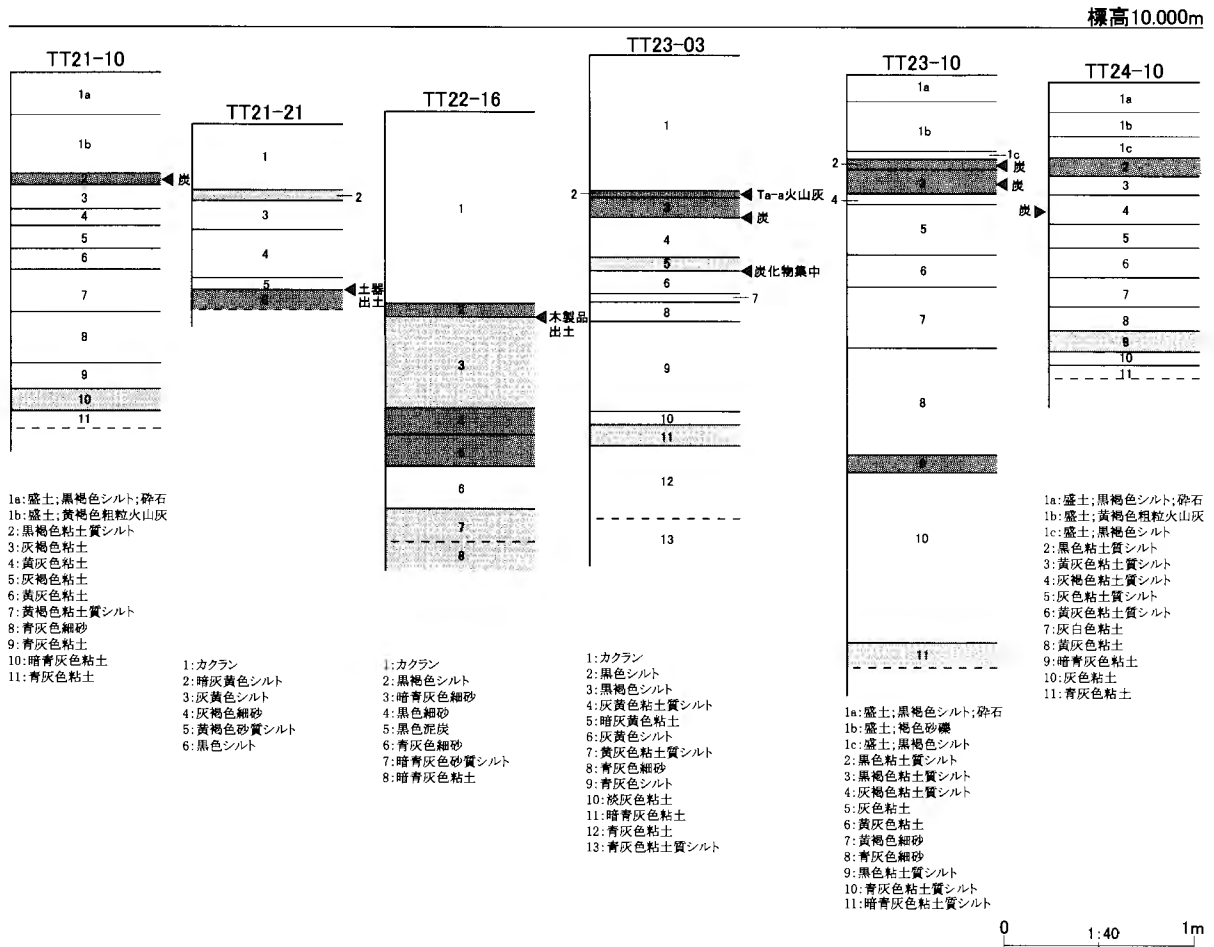 標高10.000m
TT21-10
1a
1b
2
炭
3
4
5
6
7
8
9
10
11
1a:盛土;黒褐色シルト;砕石
1b:盛土;黄褐色粗粒火山灰
2:黒褐色粘土質シルト
3:灰褐色粘土
4:黄灰色粘土
5:灰褐色粘土
6:黄灰色粘土
7:黄褐色粘土質シルト
8:青灰色細砂
9:青灰色粘土
10:暗青灰色粘土
11:青灰色粘土
TT21-21
1
2
3
4
5
土器
出土
6
1:カクラン
2:暗灰黄色シルト
3:灰黄色シルト
4:灰褐色細砂
5:黄褐色砂質シルト
6:黒色シルト
TT22-16
1
2
木製品
出土
3
4
5
6
7
8
1:カクラン
2:黒褐色シルト
3:暗青灰色細砂
4:黒色細砂
5:黒色泥炭
6:青灰色細砂
7:暗青灰色砂質シルト
8:暗青灰色粘土
TT23-03
1
2
Ta-a火山灰
3
炭
4
5
炭化物集中
6
7
8
9
10
11
12
13
1:カクラン
2:黒色シルト
3:黒褐色シルト
4:灰黄色粘土質シルト
5:暗灰黄色粘土
6:灰黄色シルト
7:黄灰色粘土質シルト
8:青灰色細砂
9:青灰色シルト
10:淡灰色粘土
11:暗青灰色粘土
12:青灰色粘土
13:青灰色粘土質シルト
TT23-10
1a
1b
1c
2
炭
3
炭
4
5
6
7
8
9
10
11
1a:盛土;黒褐色シルト;砕石
1b:盛土;褐色砂礫
1c:盛土;黒褐色シルト
2:黒色粘土質シルト
3:黒褐色粘土質シルト
4:灰褐色粘土質シルト
5:灰色粘土
6:黄灰色粘土
7:黄褐色細砂
8:青灰色細砂
9:黒色粘土質シルト
10:青灰色粘土質シルト
11:暗青灰色粘土質シルト
TT24-10
1a
1b
1c
2
3
炭
4
5
6
7
8
9
10
11
1a:盛土;黒褐色シルト;砕石
1b:盛土;黄褐色粗粒火山灰
1c:盛土;黒褐色シルト
2:黒色粘土質シルト
3:黄灰色粘土質シルト
4:灰褐色粘土質シルト
5:灰色粘土質シルト
6:黄灰色粘土質シルト
7:灰白色粘土
8:黄灰色粘土
9:暗青灰色粘土
10:灰色粘土
11:青灰色粘土
0 1:40 1m